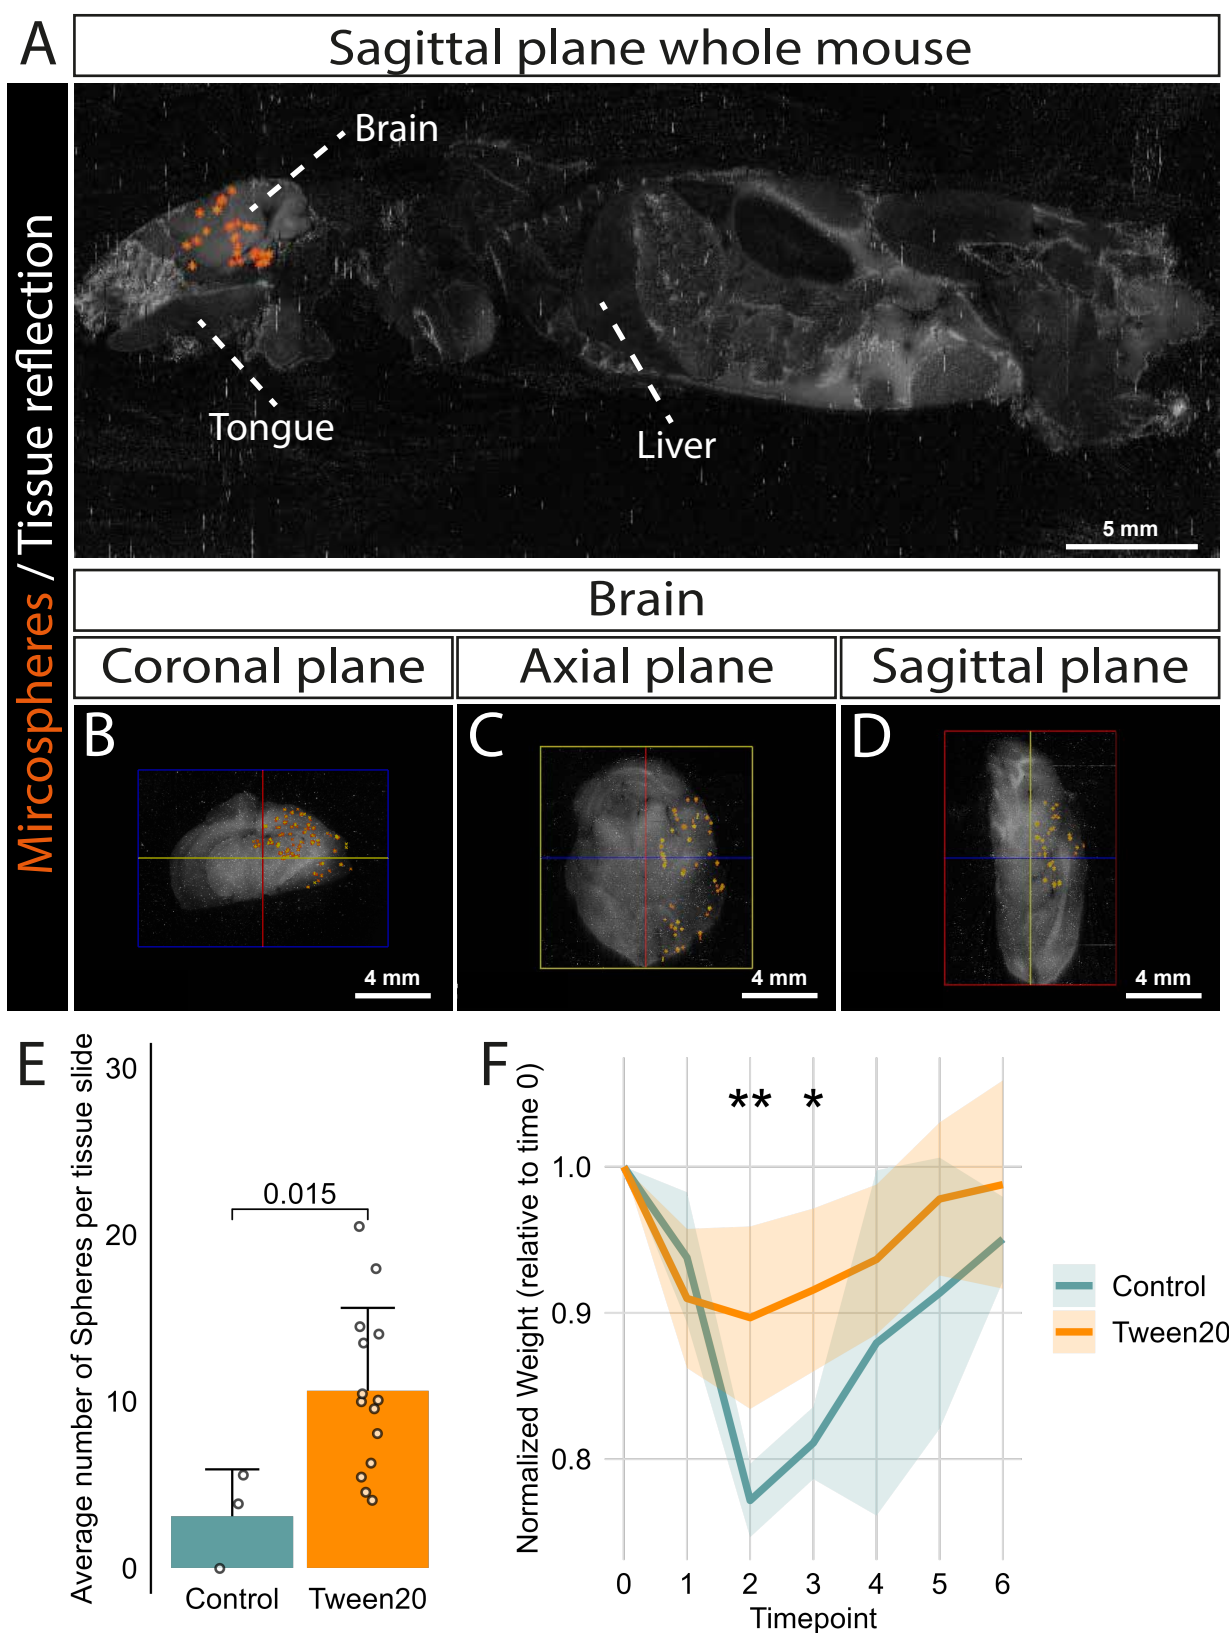 A
Sagittal plane whole mouse
Mircospheres / Tissue reflection
Brain
Tongue
Liver
5 mm
Brain
Coronal plane
Axial plane
Sagittal plane
B
C
D
4 mm
4 mm
4 mm
E
Average number of Spheres per tissue slide
30
20
10
0
0.015
Control
Tween20
F
Normalized Weight (relative to time 0)
** *
1.0
0.9
0.8
0 1 2 3 4 5 6
Timepoint
Control
Tween20